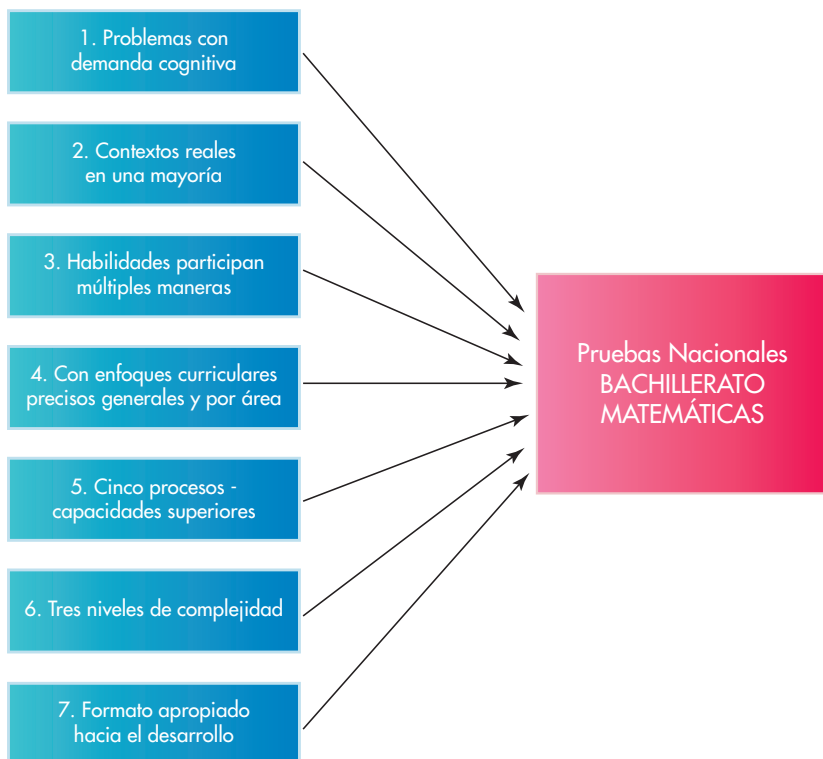 1. Problemas con
demanda cognitiva
2. Contextos reales
en una mayoría
3. Habilidades participan
múltiples maneras
4. Con enfoques curriculares
precisos generales y por área
5. Cinco procesos -
capacidades superiores
6. Tres niveles de complejidad
7. Formato apropiado
hacia el desarrollo
Pruebas Nacionales
BACHILLERATO
MATEMÁTICAS